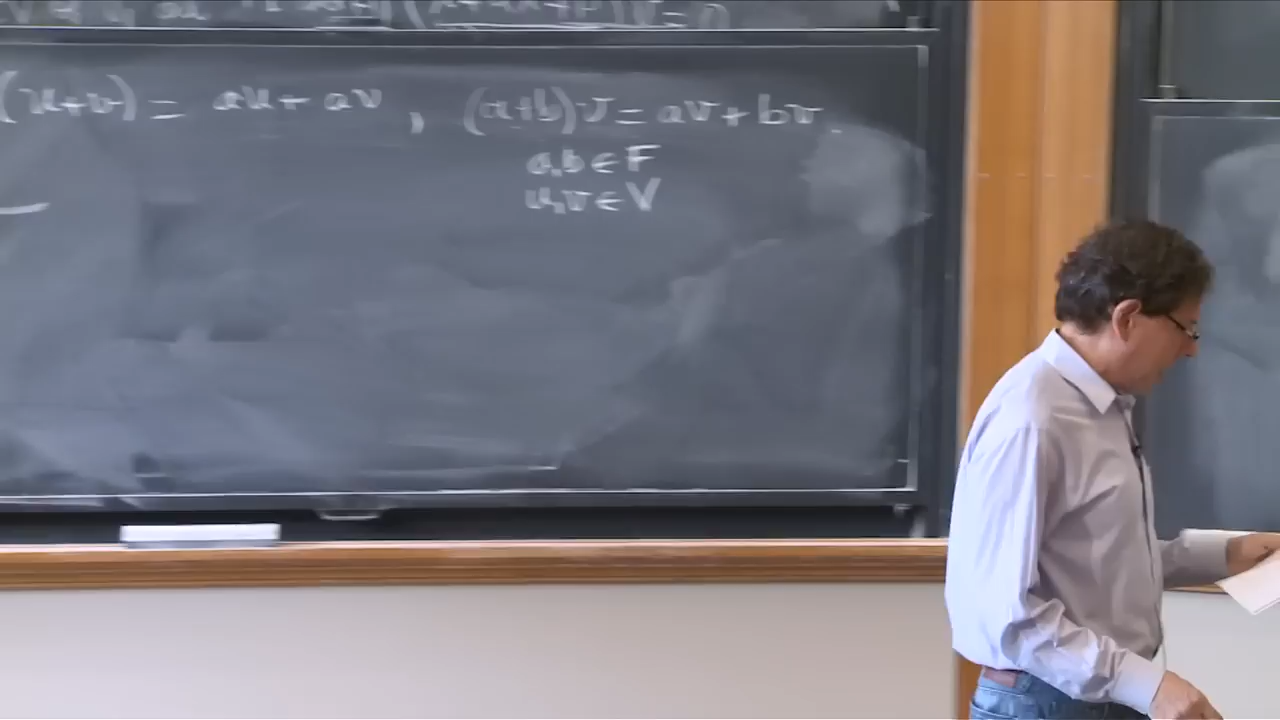 (u+v) = au + av , (a+b)·v = av + bv .
a,b ∈ F
u,v ∈ V